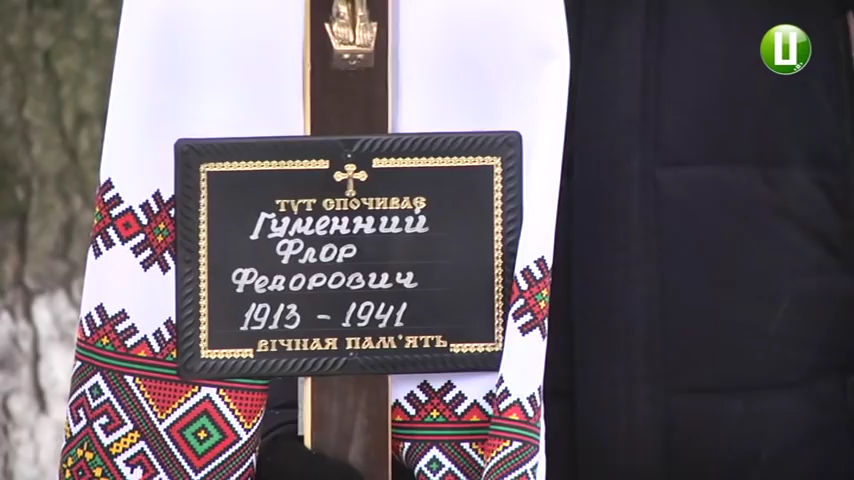 ТУТ СПОЧИВАЄ
Гуменний
Флор
Федорович
1913 - 1941
ВІЧНАЯ ПАМ'ЯТЬ
Ц